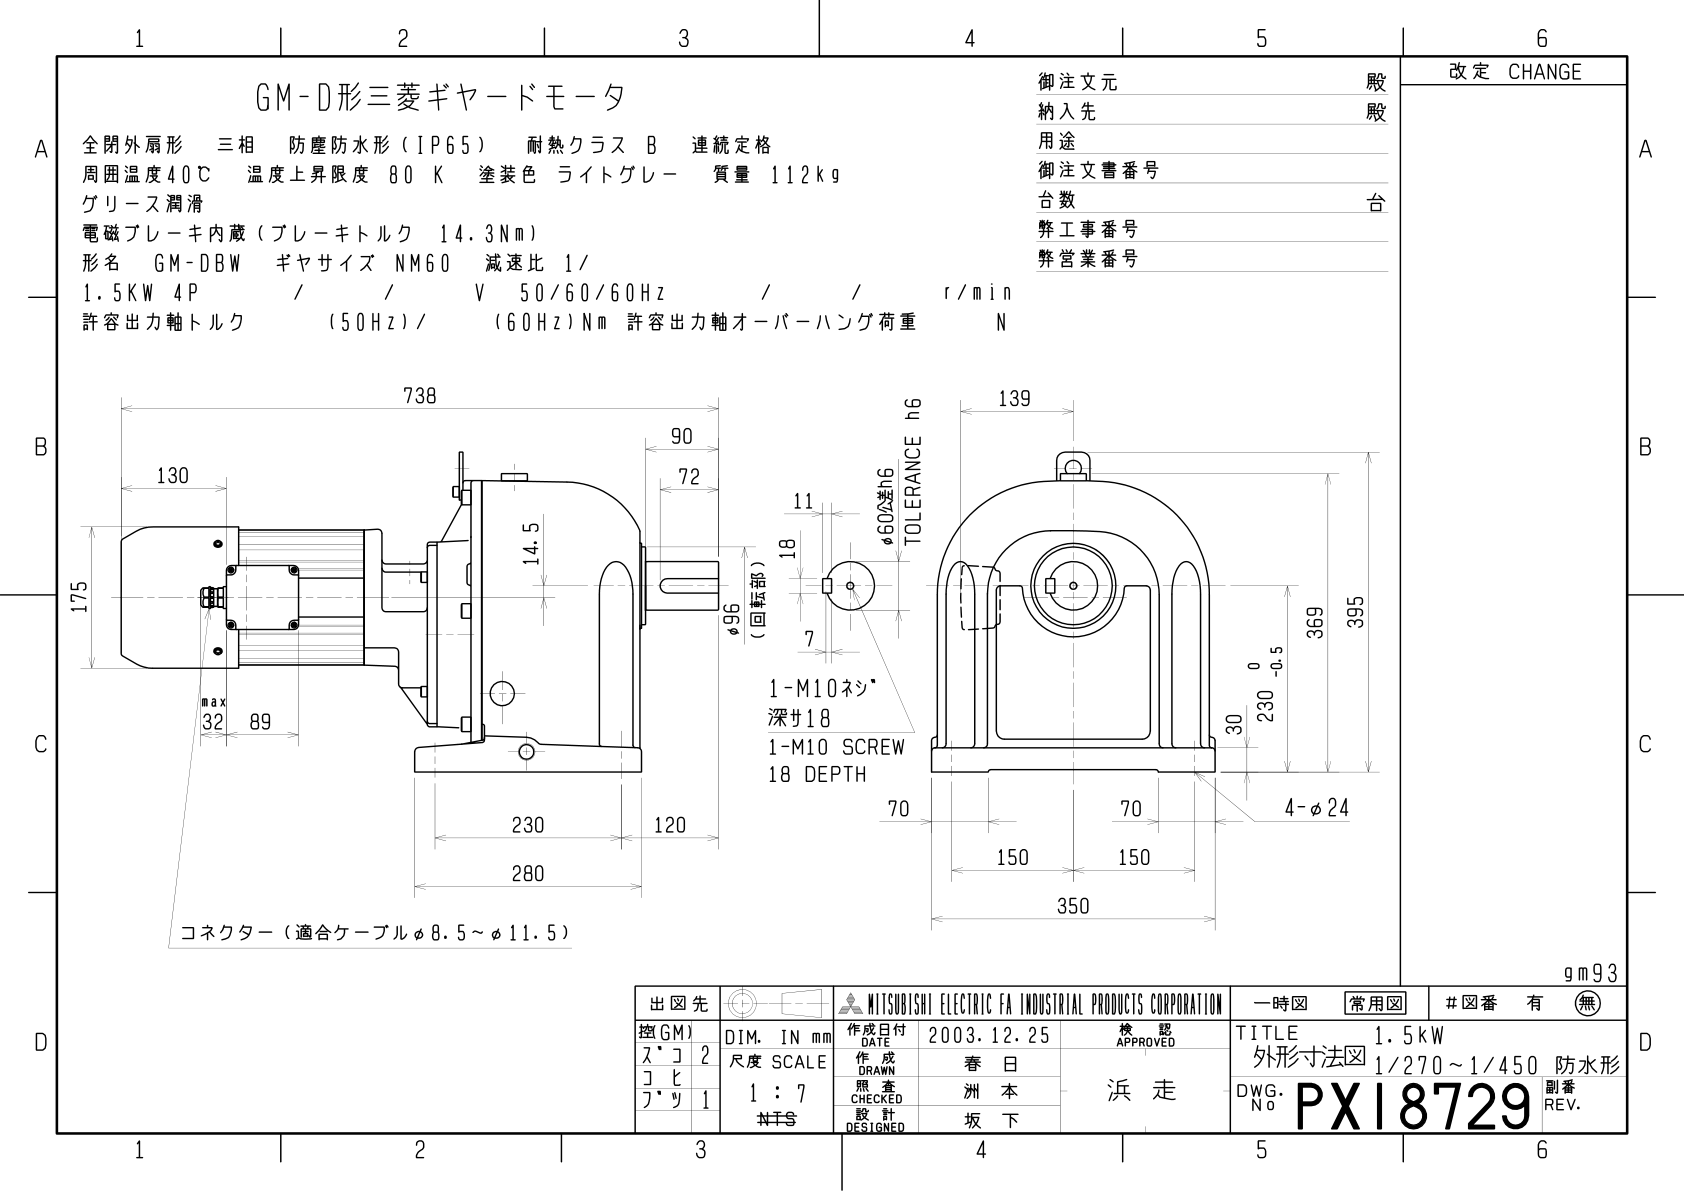 1 2 3 4 5 6
改定 CHANGE
GM-D形三菱ギヤードモータ
全閉外扇形 三相 防塵防水形(IP65) 耐熱クラス B 連続定格
周囲温度40℃ 温度上昇限度 80 K 塗装色 ライトグレー 質量 112kg
グリース潤滑
電磁ブレーキ内蔵(ブレーキトルク 14.3Nm)
形名 GM-DBW ギヤサイズ NM60 減速比 1/
1.5KW 4P / / V 50/60/60Hz / / r/min
許容出力軸トルク (50Hz)/ (60Hz)Nm 許容出力軸オーバーハング荷重 N
御注文元 殿
納入先 殿
用途
御注文書番号
台数 台
弊工事番号
弊営業番号
A A
B B
C C
D D
738
90
72
130
175
14.5
φ96
(回転部)
max
32 89
230 120
280
コネクター(適合ケーブルφ8.5~φ11.5)
11
18
7
φ60公差h6
TOLERANCE h6
1-M10ネジ
深サ18
1-M10 SCREW
18 DEPTH
139
395
369
230 0 -0.5
30
70 70
4-φ24
150 150
350
gm93
出図先
控(GM)
ズコ 2
コヒ
ブツ 1
DIM. IN mm
尺度 SCALE
1 : 7
NTS
MITSUBISHI ELECTRIC FA INDUSTRIAL PRODUCTS CORPORATION
作成日付 DATE 2003.12.25
作成 DRAWN 春日
照査 CHECKED 洲本
設計 DESIGNED 坂下
検認 APPROVED
浜走
一時図 常用図 #図番 有 無
TITLE 1.5kW
外形寸法図 1/270~1/450 防水形
DWG. No PX18729
副番 REV.
1 2 3 4 5 6